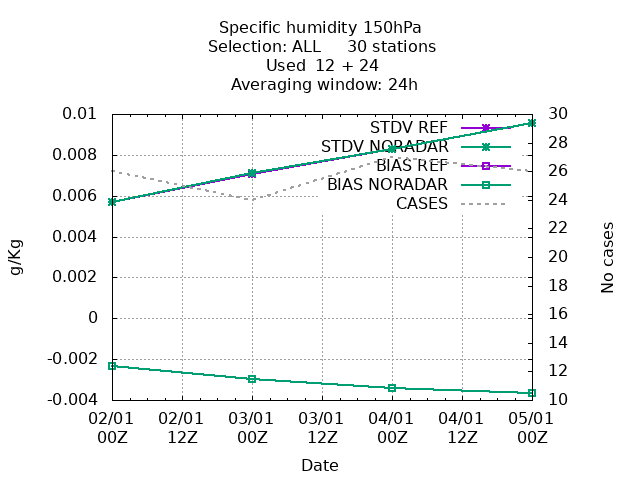 Specific humidity 150hPa
Selection: ALL     30 stations
Used  12 + 24
Averaging window: 24h
0.01
0.008
0.006
0.004
0.002
0
-0.002
-0.004
g/Kg
STDV REF
STDV NORADAR
BIAS REF
BIAS NORADAR
CASES
30
28
26
24
22
20
18
16
14
12
10
No cases
02/01 02/01 03/01 03/01 04/01 04/01 05/01
00Z 12Z 00Z 12Z 00Z 12Z 00Z
Date